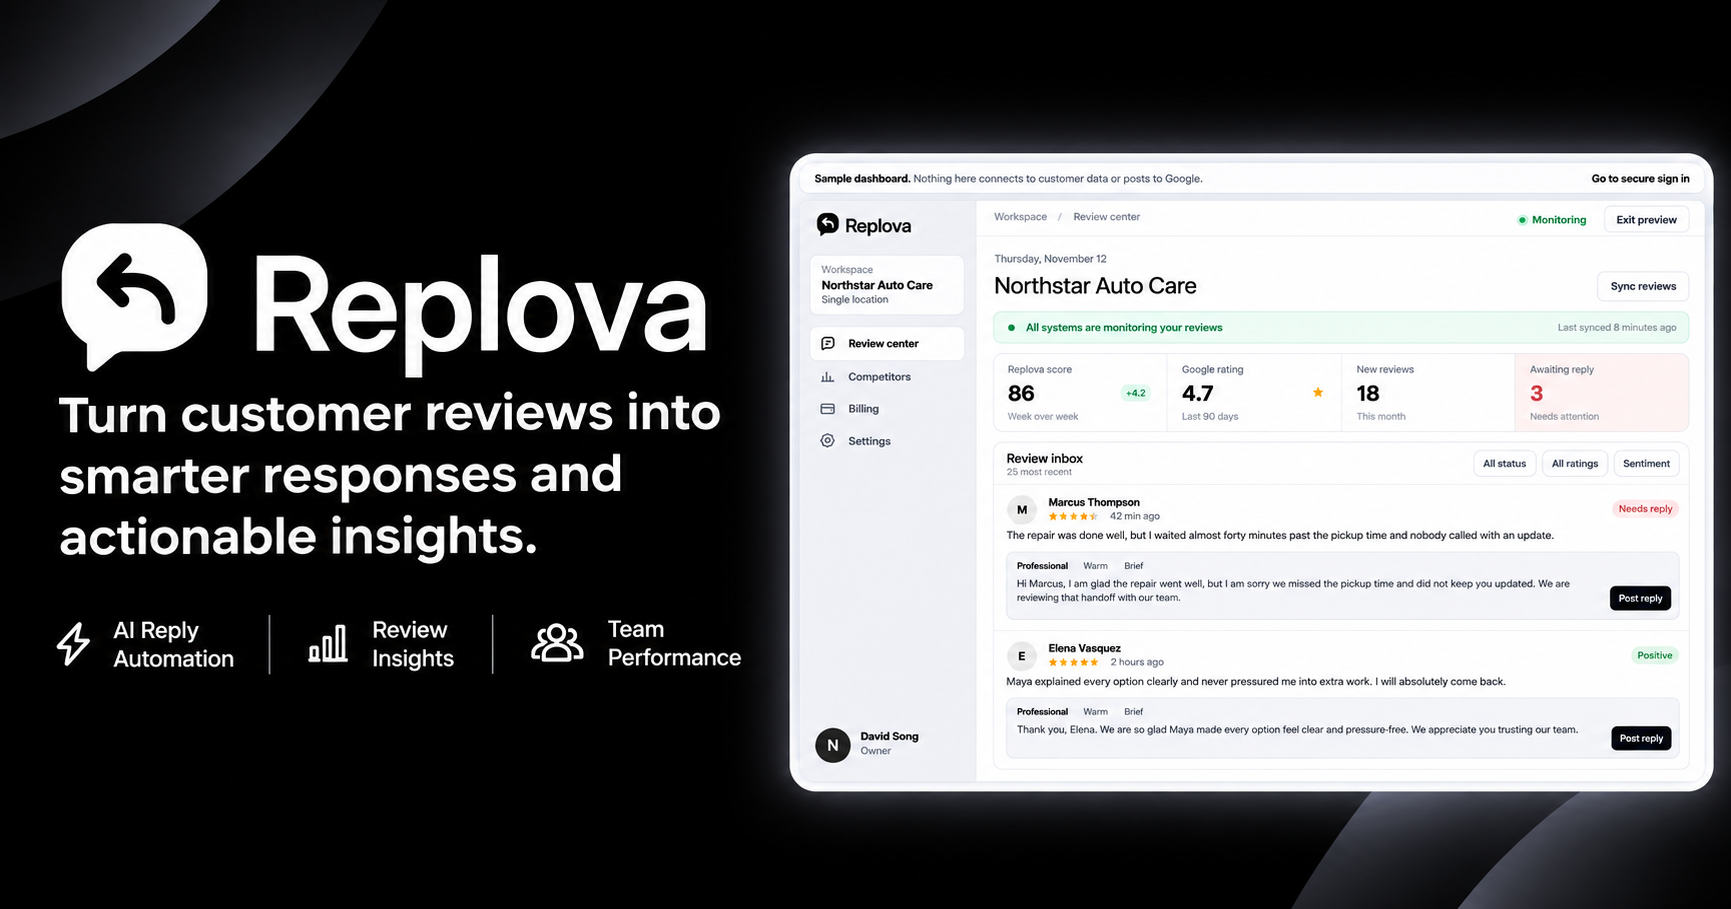 Replova
Turn customer reviews into
smarter responses and
actionable insights.
AI Reply
Automation
Review
Insights
Team
Performance
Sample dashboard. Nothing here connects to customer data or posts to Google.
Go to secure sign in
Replova
Workspace
Northstar Auto Care
Single location
Review center
Competitors
Billing
Settings
N
David Song
Owner
Workspace / Review center
Monitoring
Exit preview
Thursday, November 12
Northstar Auto Care
Sync reviews
All systems are monitoring your reviews
Last synced 8 minutes ago
Replova score
86
+4.2
Week over week
Google rating
4.7
Last 90 days
New reviews
18
This month
Awaiting reply
3
Needs attention
Review inbox
25 most recent
All status
All ratings
Sentiment
M
Marcus Thompson
42 min ago
Needs reply
The repair was done well, but I waited almost forty minutes past the pickup time and nobody called with an update.
Professional Warm Brief
Hi Marcus, I am glad the repair went well, but I am sorry we missed the pickup time and did not keep you updated. We are
reviewing that handoff with our team.
Post reply
E
Elena Vasquez
2 hours ago
Positive
Maya explained every option clearly and never pressured me into extra work. I will absolutely come back.
Professional Warm Brief
Thank you, Elena. We are so glad Maya made every option feel clear and pressure-free. We appreciate you trusting our team.
Post reply